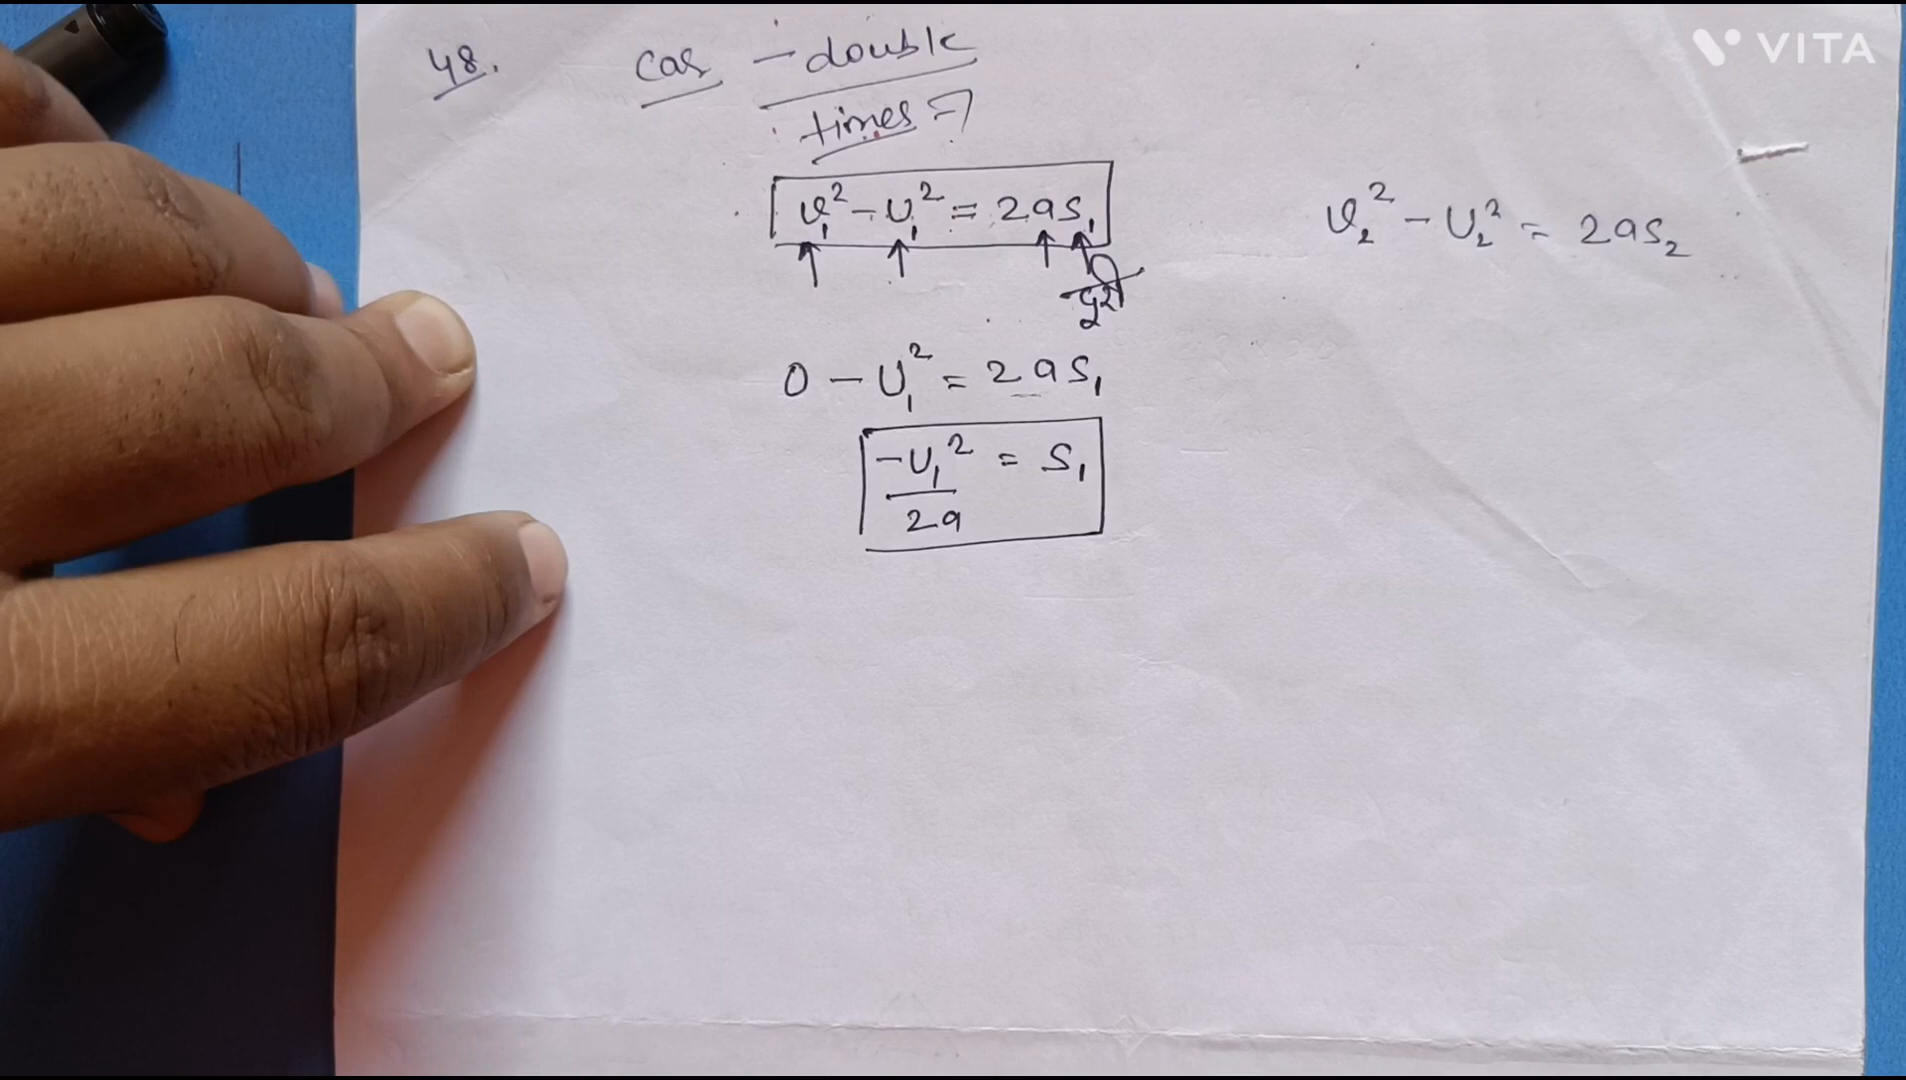 48. Car - double
times =>
v₁² - U₁² = 2as₁
0 - U₁² = 2as₁
-U₁²/2a = S₁
v₂² - U₂² = 2as₂
VITA